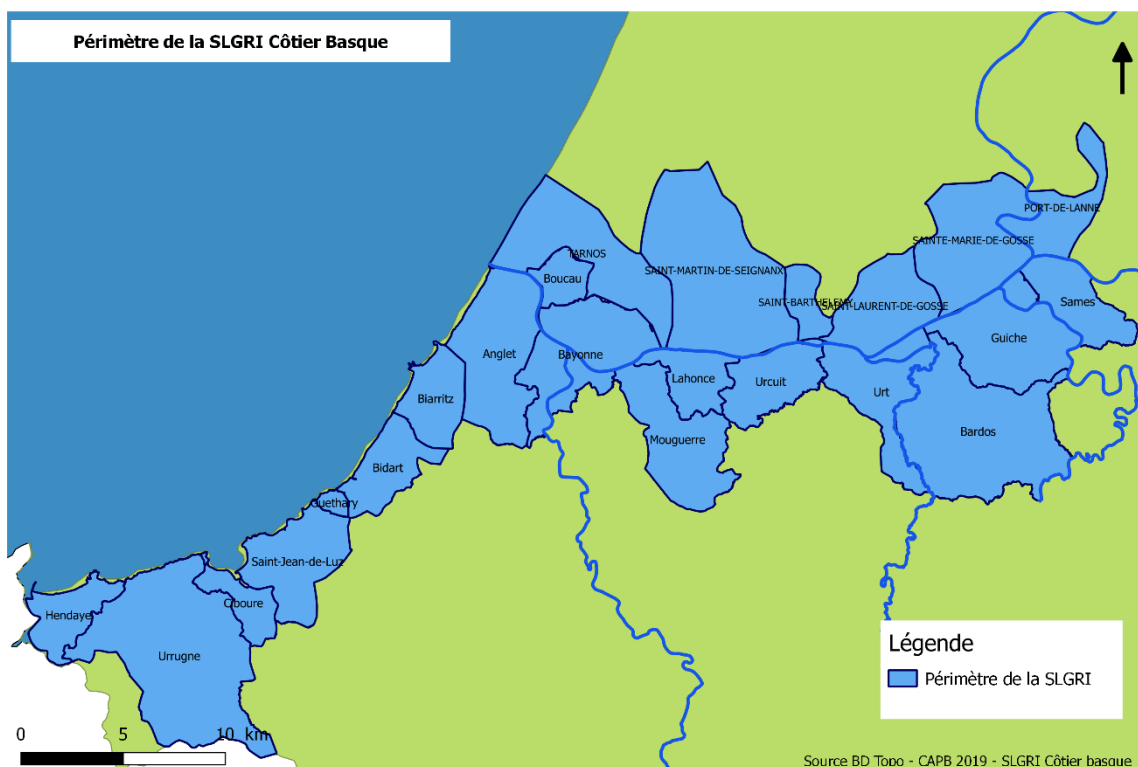 Périmètre de la SLGRI Côtier Basque
PORT-DE-LANNE
SAINTE-MARIE-DE-GOSSE
TARNOS
SAINT-MARTIN-DE-SEIGNANX
Boucau
SAINT-BARTHELEMY
SAINT-LAURENT-DE-GOSSE
Sames
Guiche
Anglet
Bayonne
Lahonce
Urcuit
Urt
Biarritz
Bardos
Mouguerre
Bidart
Guethary
Saint-Jean-de-Luz
Ciboure
Hendaye
Urrugne
Légende
Périmètre de la SLGRI
0 5 10 km
Source BD Topo - CAPB 2019 - SLGRI Côtier basque